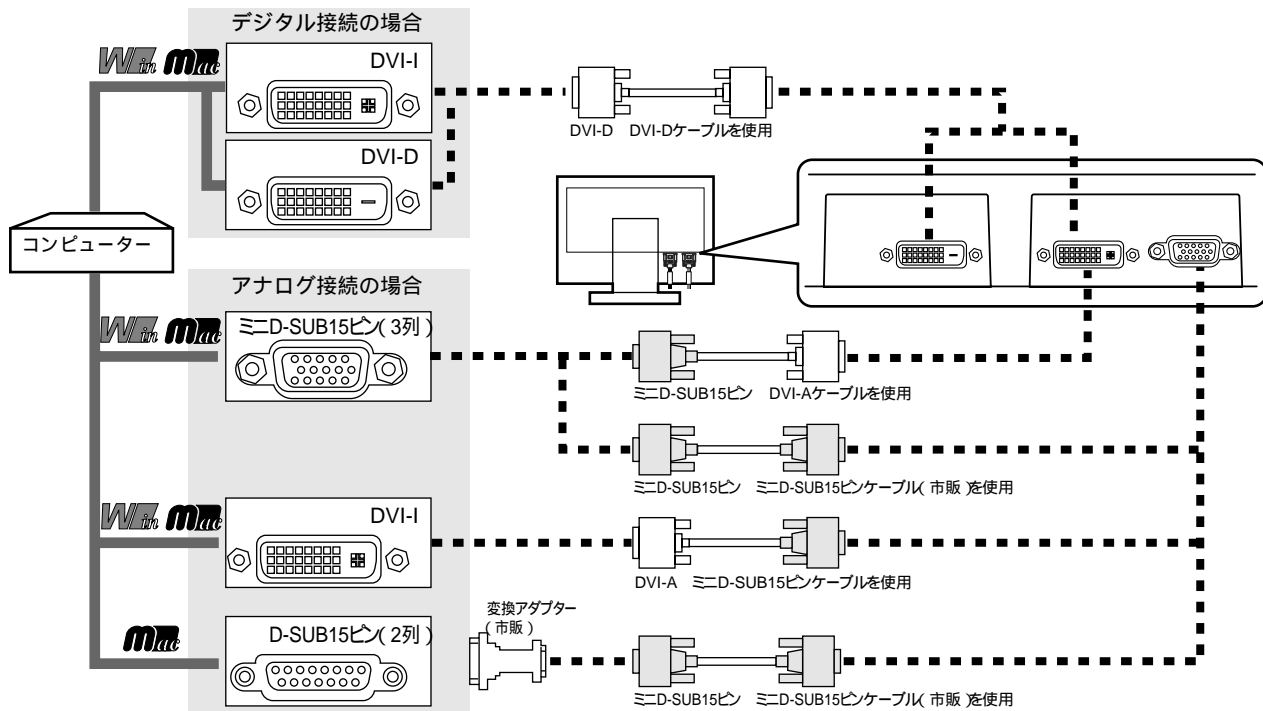 デジタル接続の場合
Win Mac
DVI-I
DVI-D
DVI-D DVI-Dケーブルを使用
コンピューター
アナログ接続の場合
Win Mac
ミニD-SUB15ピン(3列)
ミニD-SUB15ピン DVI-Aケーブルを使用
ミニD-SUB15ピン ミニD-SUB15ピンケーブル(市販)を使用
Win Mac
DVI-I
DVI-A ミニD-SUB15ピンケーブルを使用
Mac
D-SUB15ピン(2列)
変換アダプター
(市販)
ミニD-SUB15ピン ミニD-SUB15ピンケーブル(市販)を使用